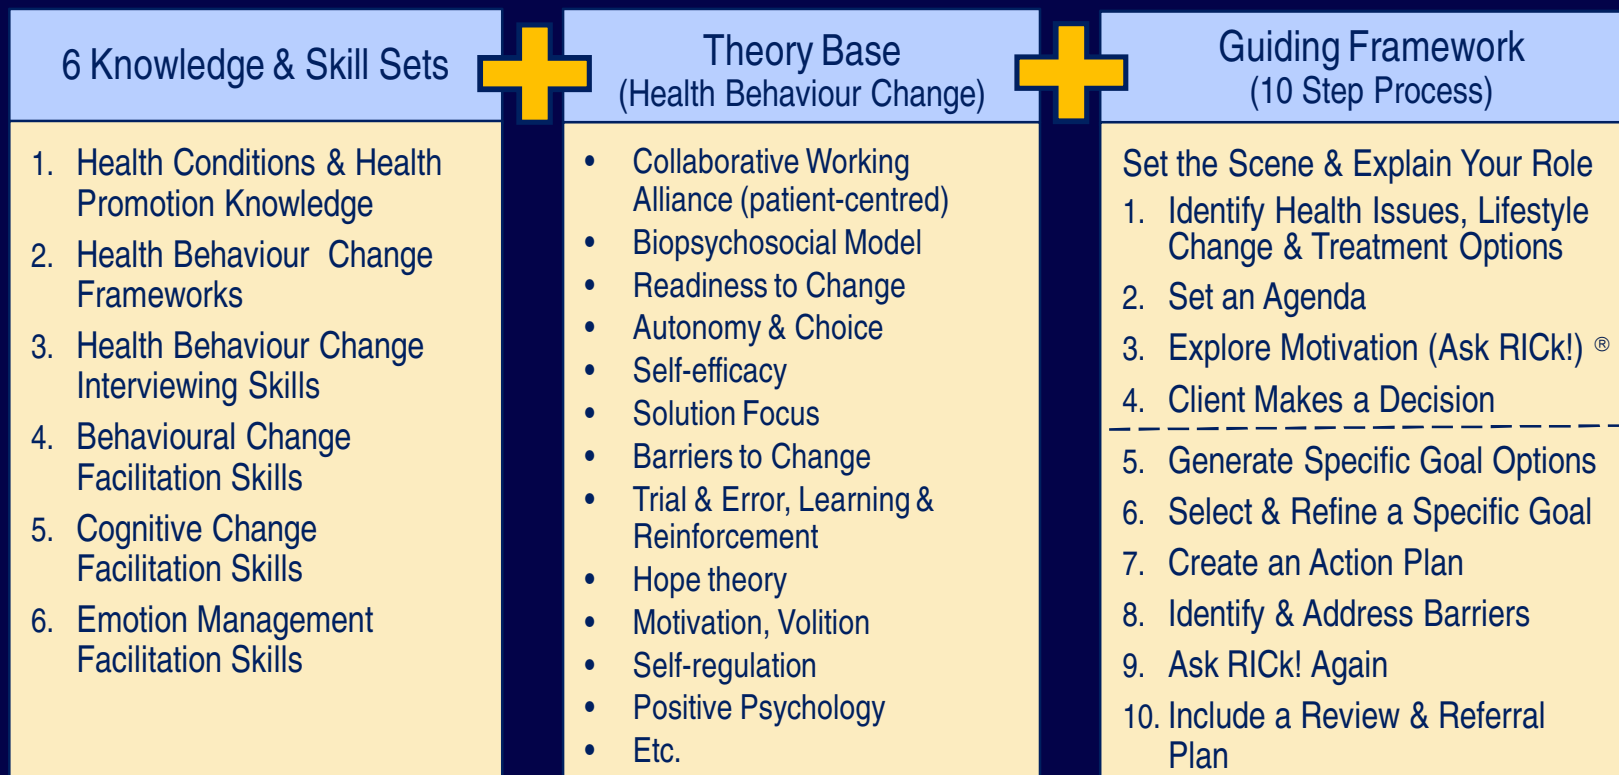 6 Knowledge & Skill Sets
1. Health Conditions & Health
Promotion Knowledge
2. Health Behaviour Change
Frameworks
3. Health Behaviour Change
Interviewing Skills
4. Behavioural Change
Facilitation Skills
5. Cognitive Change
Facilitation Skills
6. Emotion Management
Facilitation Skills
Theory Base
(Health Behaviour Change)
• Collaborative Working
Alliance (patient-centred)
• Biopsychosocial Model
• Readiness to Change
• Autonomy & Choice
• Self-efficacy
• Solution Focus
• Barriers to Change
• Trial & Error, Learning &
Reinforcement
• Hope theory
• Motivation, Volition
• Self-regulation
• Positive Psychology
• Etc.
Guiding Framework
(10 Step Process)
Set the Scene & Explain Your Role
1. Identify Health Issues, Lifestyle
Change & Treatment Options
2. Set an Agenda
3. Explore Motivation (Ask RICk!) ®
4. Client Makes a Decision
5. Generate Specific Goal Options
6. Select & Refine a Specific Goal
7. Create an Action Plan
8. Identify & Address Barriers
9. Ask RICk! Again
10. Include a Review & Referral
Plan